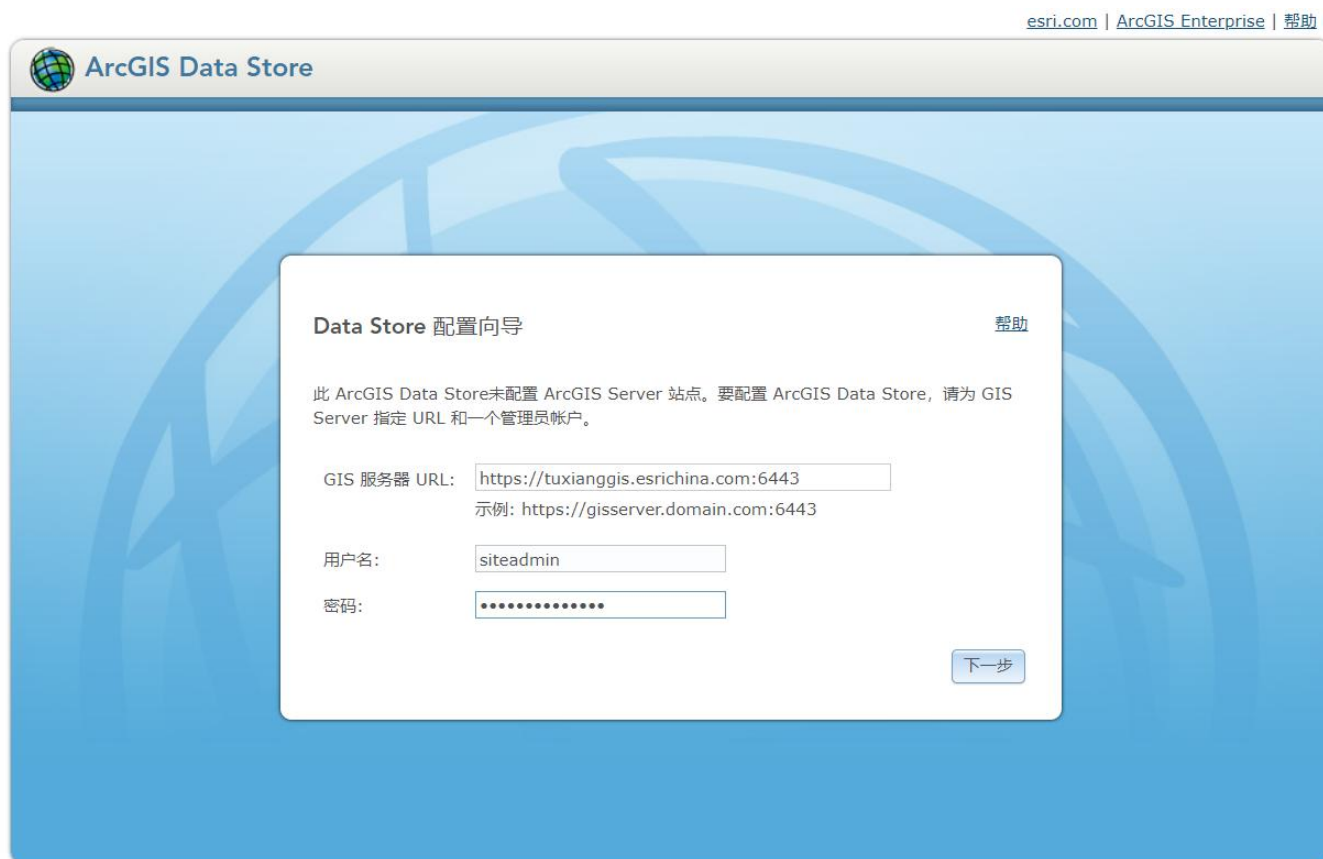 esri.com | ArcGIS Enterprise | 帮助
ArcGIS Data Store
Data Store 配置向导
帮助
此 ArcGIS Data Store未配置 ArcGIS Server 站点。要配置 ArcGIS Data Store，请为 GIS
Server 指定 URL 和一个管理员帐户。
GIS 服务器 URL: https://tuxianggis.esrichina.com:6443
示例: https://gisserver.domain.com:6443
用户名: siteadmin
密码: ••••••••••••••
下一步